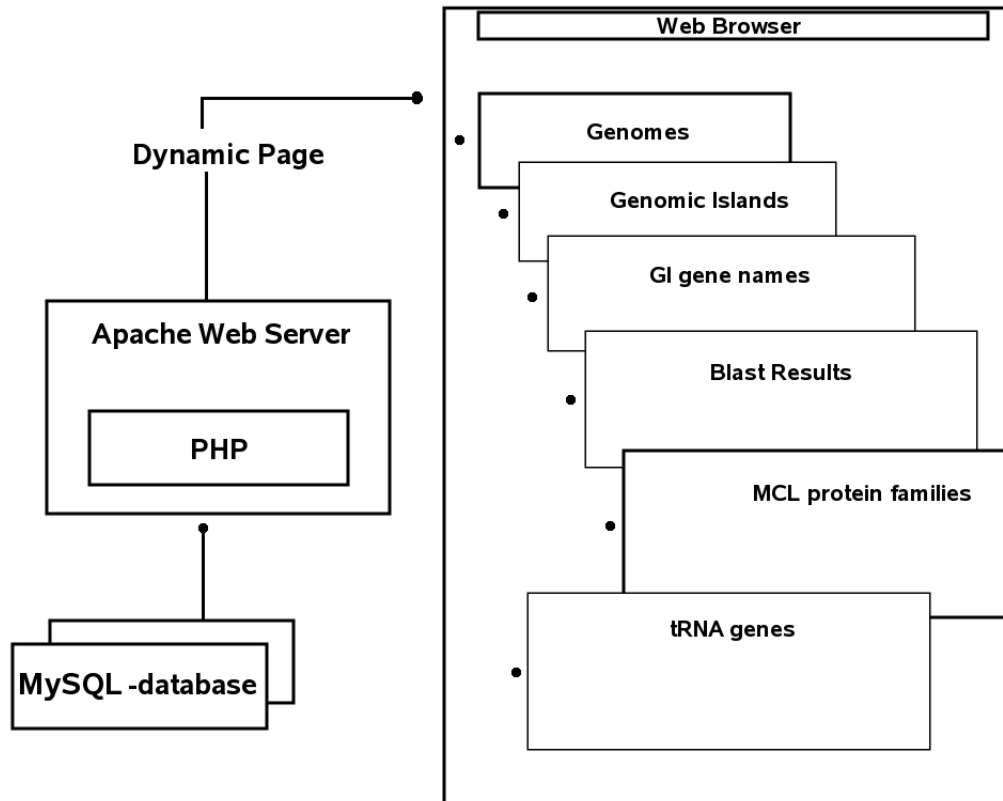 Web Browser
Genomes
Dynamic Page
Genomic Islands
GI gene names
Apache Web Server
Blast Results
PHP
MCL protein families
tRNA genes
MySQL -database